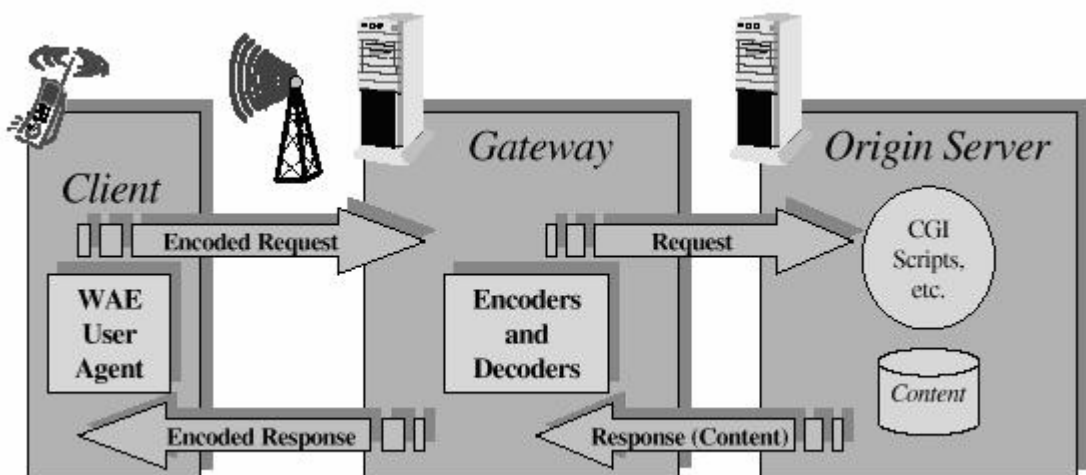 Client
Gateway
Origin Server
Encoded Request
Request
CGI
Scripts,
etc.
WAE
User
Agent
Encoders
and
Decoders
Content
Encoded Response
Response (Content)